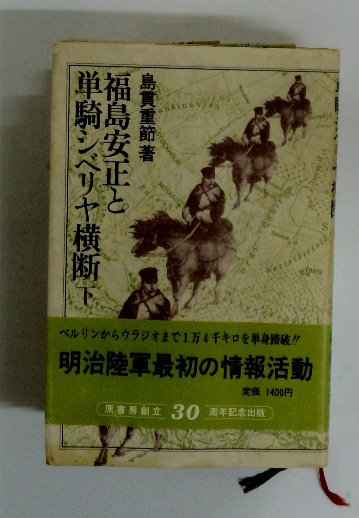 島貫重節著
福島安正と
単騎シベリヤ横断 下
ベルリンからウラジオまで1万4千キロを単身踏破!!
明治陸軍最初の情報活動
定価 1400円
原書房創立 30 周年記念出版